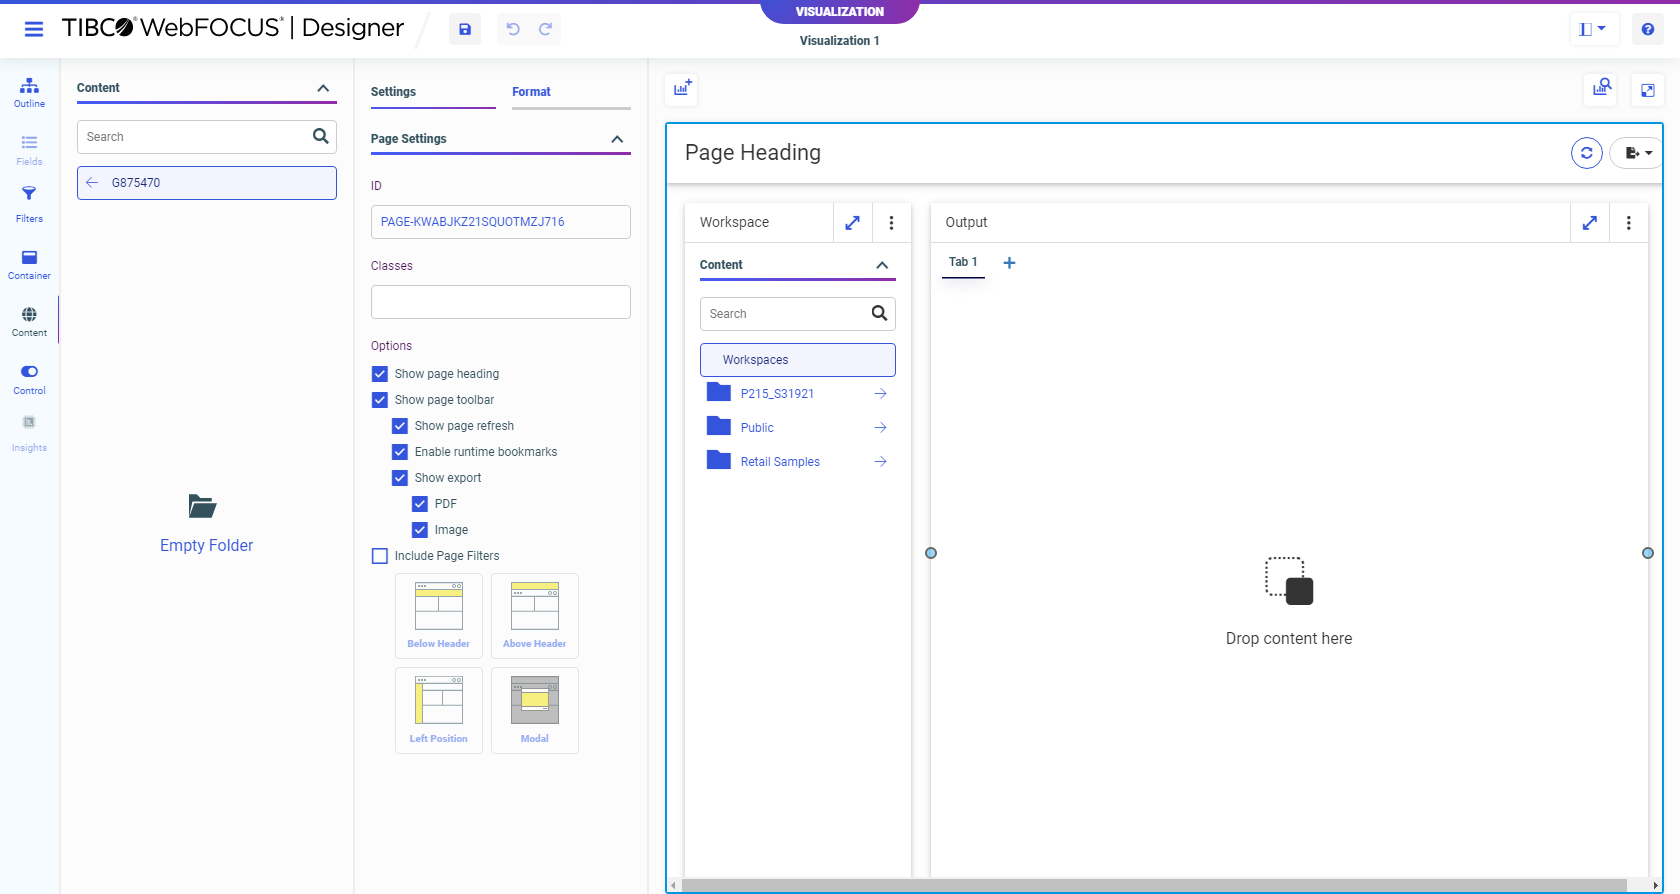 VISUALIZATION
TIBCO® WebFOCUS® | Designer
Visualization 1
Outline
Fields
Filters
Container
Content
Control
Insights
Content
Search
G875470
Empty Folder
Settings
Format
Page Settings
ID
PAGE-KWABJKZ21SQUOTMZJ716
Classes
Options
Show page heading
Show page toolbar
Show page refresh
Enable runtime bookmarks
Show export
PDF
Image
Include Page Filters
Below Header
Above Header
Left Position
Modal
Page Heading
Workspace
Content
Search
Workspaces
P215_S31921
Public
Retail Samples
Output
Tab 1
Drop content here